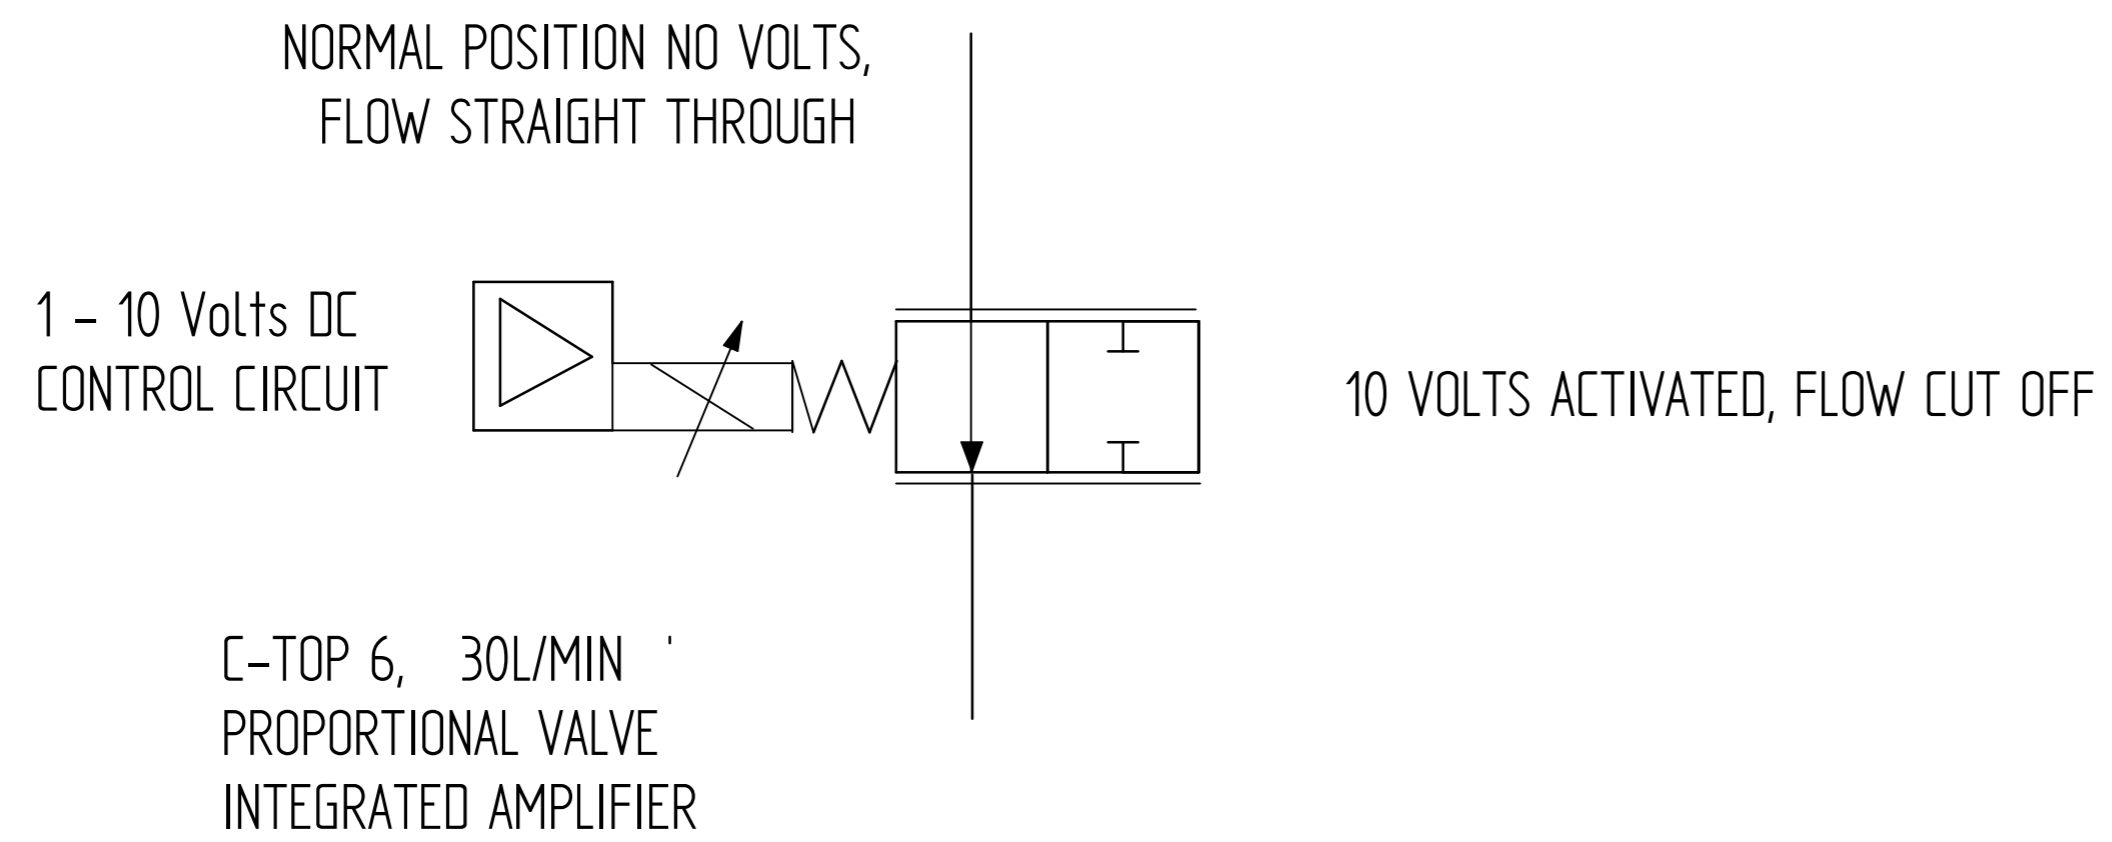 NORMAL POSITION NO VOLTS,
FLOW STRAIGHT THROUGH
1 - 10 Volts DC
CONTROL CIRCUIT
10 VOLTS ACTIVATED, FLOW CUT OFF
C-TOP 6, 30L/MIN '
PROPORTIONAL VALVE
INTEGRATED AMPLIFIER